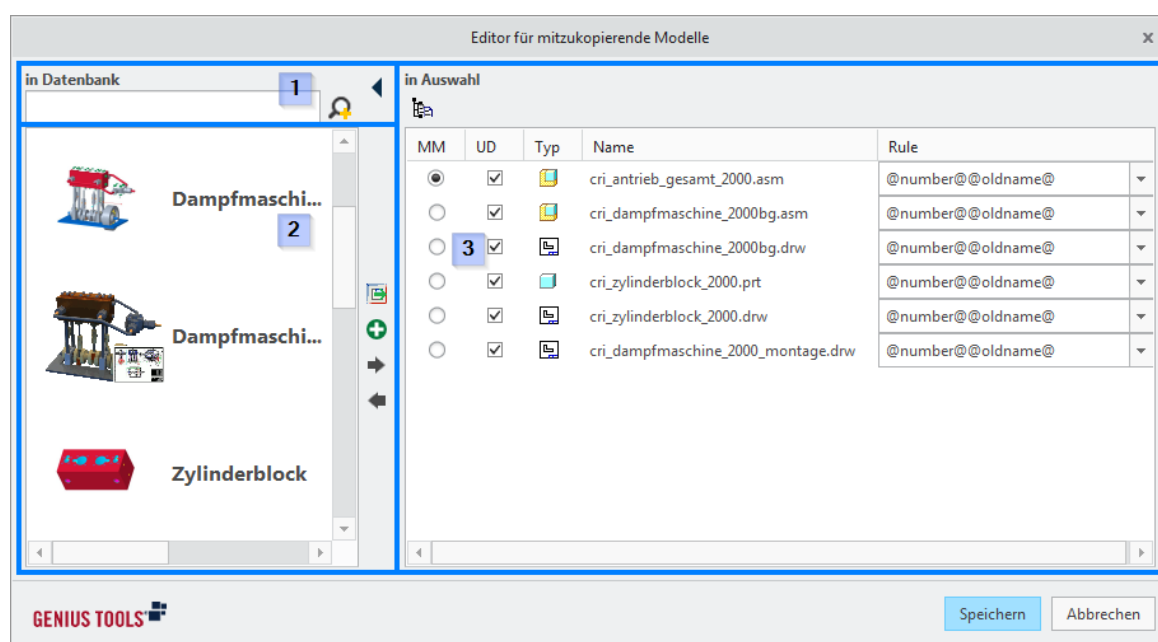 Editor für mitzukopierende Modelle
in Datenbank
1
in Auswahl
MM UD Typ Name Rule
cri_antrieb_gesamt_2000.asm @number@@oldname@
Dampfmaschi...
cri_dampfmaschine_2000bg.asm @number@@oldname@
2
3 cri_dampfmaschine_2000bg.drw @number@@oldname@
cri_zylinderblock_2000.prt @number@@oldname@
cri_zylinderblock_2000.drw @number@@oldname@
Dampfmaschi...
cri_dampfmaschine_2000_montage.drw @number@@oldname@
Zylinderblock
GENIUS TOOLS
Speichern Abbrechen